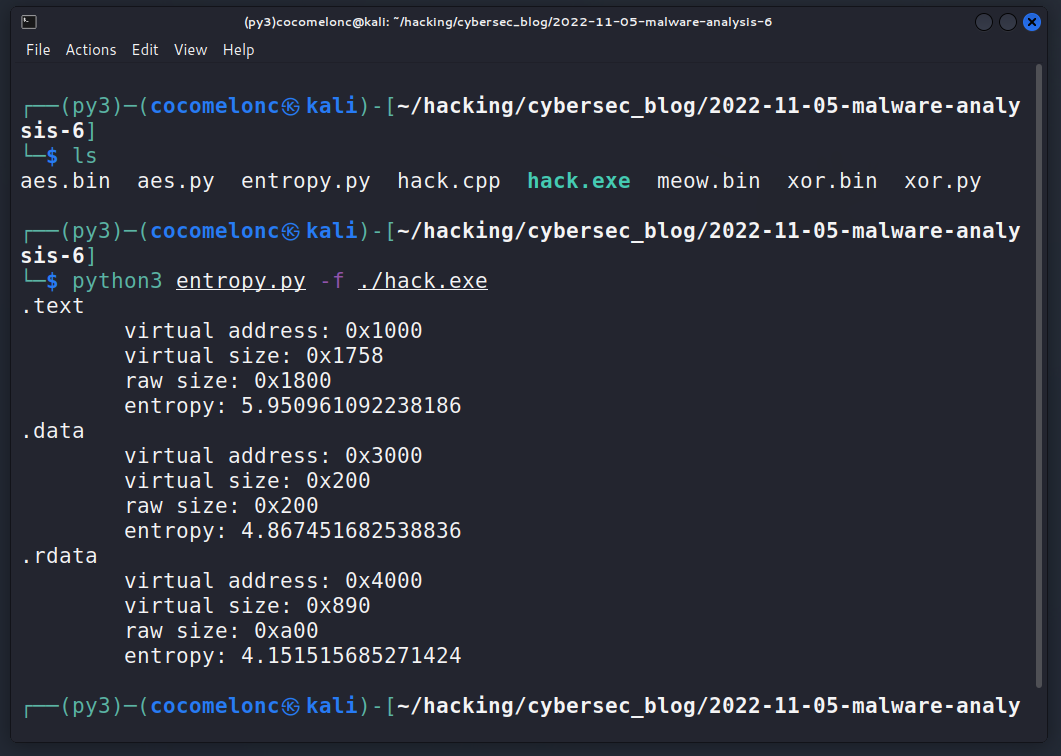 (py3)cocomelonc@kali: ~/hacking/cybersec_blog/2022-11-05-malware-analysis-6
File Actions Edit View Help
┌──(py3)─(cocomelonc㉿kali)-[~/hacking/cybersec_blog/2022-11-05-malware-analy
sis-6]
└─$ ls
aes.bin  aes.py  entropy.py  hack.cpp  hack.exe  meow.bin  xor.bin  xor.py
┌──(py3)─(cocomelonc㉿kali)-[~/hacking/cybersec_blog/2022-11-05-malware-analy
sis-6]
└─$ python3 entropy.py -f ./hack.exe
.text
        virtual address: 0x1000
        virtual size: 0x1758
        raw size: 0x1800
        entropy: 5.950961092238186
.data
        virtual address: 0x3000
        virtual size: 0x200
        raw size: 0x200
        entropy: 4.867451682538836
.rdata
        virtual address: 0x4000
        virtual size: 0x890
        raw size: 0xa00
        entropy: 4.151515685271424
┌──(py3)─(cocomelonc㉿kali)-[~/hacking/cybersec_blog/2022-11-05-malware-analy